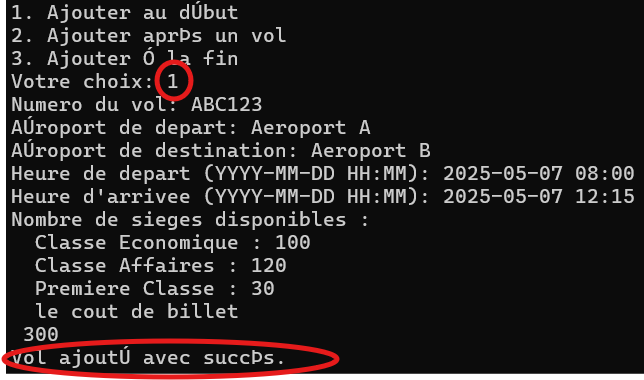 1. Ajouter au dÚbut
2. Ajouter aprÞs un vol
3. Ajouter Ó la fin
Votre choix: 1
Numero du vol: ABC123
AÚroport de depart: Aeroport A
AÚroport de destination: Aeroport B
Heure de depart (YYYY-MM-DD HH:MM): 2025-05-07 08:00
Heure d'arrivee (YYYY-MM-DD HH:MM): 2025-05-07 12:15
Nombre de sieges disponibles :
Classe Economique : 100
Classe Affaires : 120
Premiere Classe : 30
le cout de billet
300
Vol ajoutÚ avec succÞs.